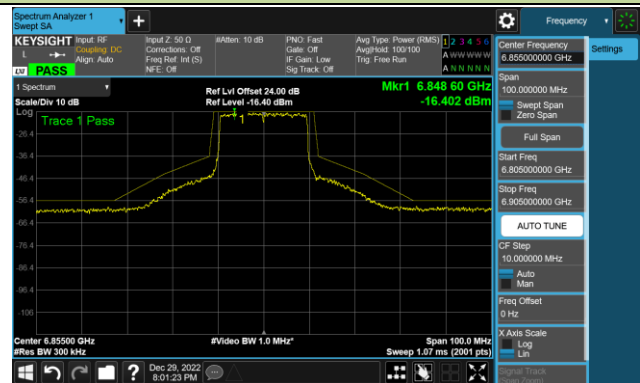 Spectrum Analyzer 1
Swept SA
Frequency
KEYSIGHT
L
LXI
PASS
Input: RF
Coupling: DC
Align: Auto
Input Z: 50 Ω
Corrections: Off
Freq Ref: Int (S)
NFE: Off
#Atten: 10 dB
PNO: Fast
Gate: Off
IF Gain: Low
Sig Track: Off
Avg Type: Power (RMS)
Avg|Hold: 100/100
Trig: Free Run
1 2 3 4 5 6
A W W W W W
A N N N N N
1 Spectrum
Scale/Div 10 dB
Ref Lvl Offset 24.00 dB
Ref Level -16.40 dBm
Mkr1 6.848 60 GHz
-16.402 dBm
Log
Trace 1 Pass
1
-26.4
-36.4
-46.4
-56.4
-66.4
-76.4
-86.4
-96.4
-106
Center 6.85500 GHz
#Res BW 300 kHz
#Video BW 1.0 MHz*
Span 100.0 MHz
Sweep 1.07 ms (2001 pts)
Dec 29, 2022
8:01:23 PM
Center Frequency
6.855000000 GHz
Span
100.000000 MHz
Swept Span
Zero Span
Full Span
Start Freq
6.805000000 GHz
Stop Freq
6.905000000 GHz
AUTO TUNE
CF Step
10.000000 MHz
Auto
Man
Freq Offset
0 Hz
X Axis Scale
Log
Lin
Signal Track
(Span Zoom)
Settings